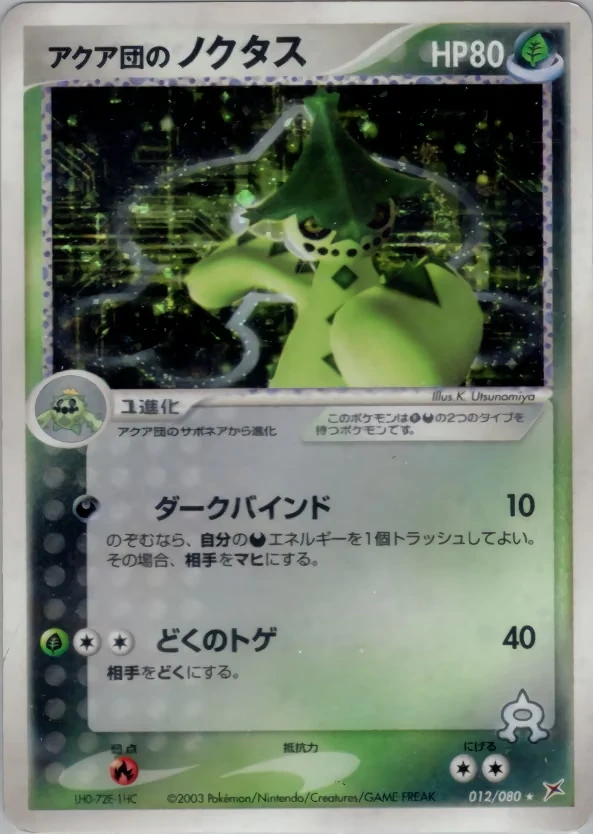 アクア団の ノクタス HP80
Illus. K. Utsunomiya
1進化
アクア団のサボネアから進化
このポケモンは の2つのタイプを
持つポケモンです。
ダークバインド 10
のぞむなら、自分の エネルギーを1個トラッシュしてよい。
その場合、相手をマヒにする。
どくのトゲ 40
相手をどくにする。
弱点 抵抗力 にげる
©2003 Pokémon/Nintendo/Creatures/GAME FREAK 012/080 ★